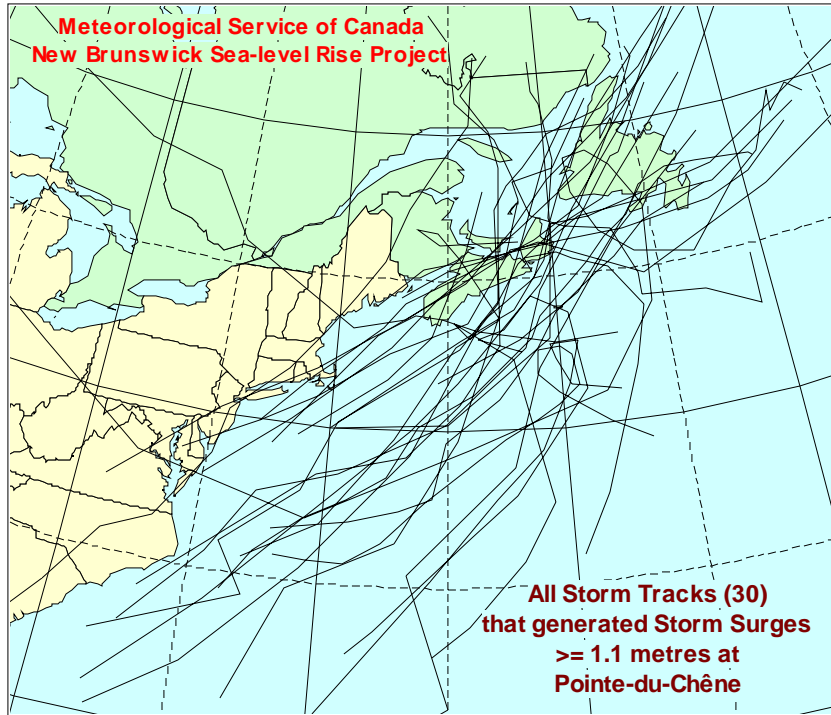 Meteorological Service of Canada
New Brunswick Sea-level Rise Project
All Storm Tracks (30)
that generated Storm Surges
>= 1.1 metres at
Pointe-du-Chêne